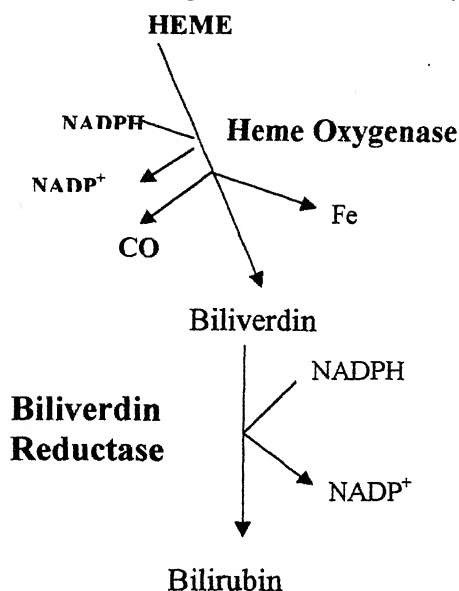 HEME
NADPH
Heme Oxygenase
NADP+
Fe
CO
Biliverdin
NADPH
Biliverdin
Reductase
NADP+
Bilirubin